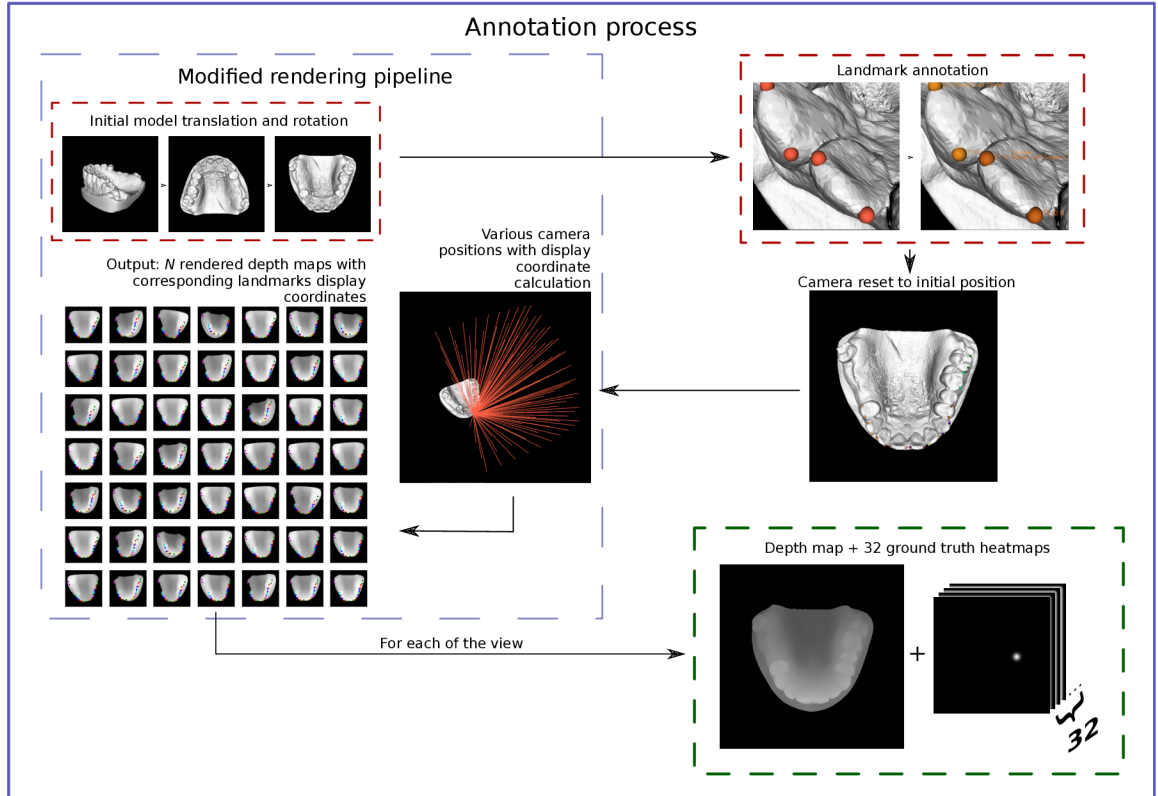 Annotation process
Modified rendering pipeline
Initial model translation and rotation
Landmark annotation
Various camera
positions with display
coordinate
calculation
Output: N rendered depth maps with
corresponding landmarks display
coordinates
Camera reset to initial position
Depth map + 32 ground truth heatmaps
For each of the view
+
32